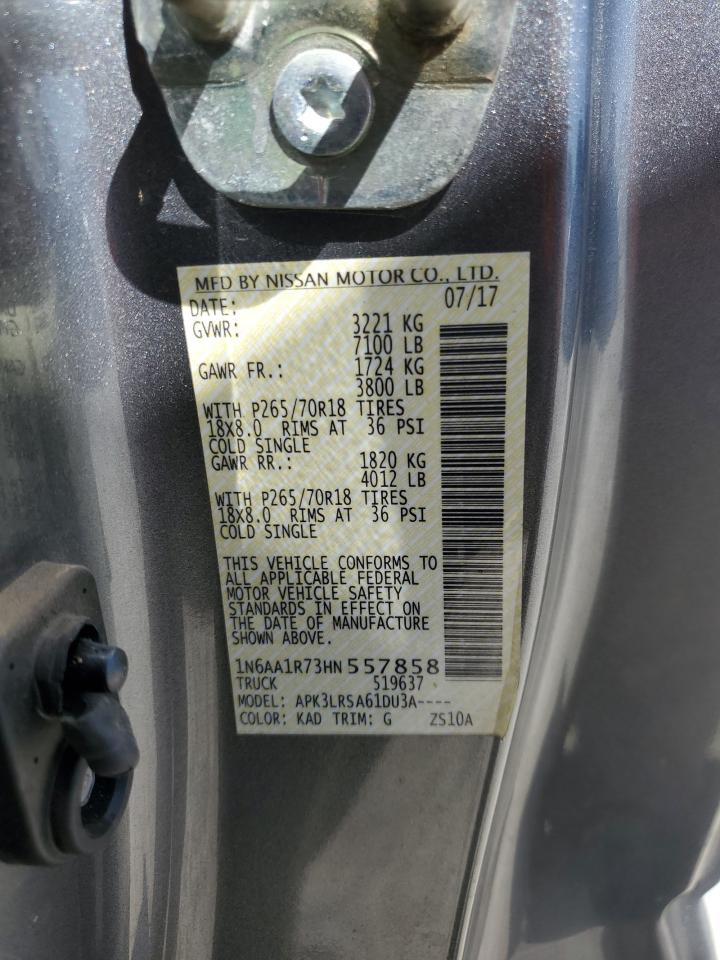 MFD BY NISSAN MOTOR CO., LTD.
DATE: 07/17
GVWR: 3221 KG
7100 LB
GAWR FR.: 1724 KG
3800 LB
WITH P265/70R18 TIRES
18X8.0 RIMS AT 36 PSI
COLD SINGLE
GAWR RR.: 1820 KG
4012 LB
WITH P265/70R18 TIRES
18X8.0 RIMS AT 36 PSI
COLD SINGLE
THIS VEHICLE CONFORMS TO
ALL APPLICABLE FEDERAL
MOTOR VEHICLE SAFETY
STANDARDS IN EFFECT ON
THE DATE OF MANUFACTURE
SHOWN ABOVE.
1N6AA1R73HN557858
TRUCK 519637
MODEL: APK3LRSA61DU3A----
COLOR: KAD TRIM: G ZS10A